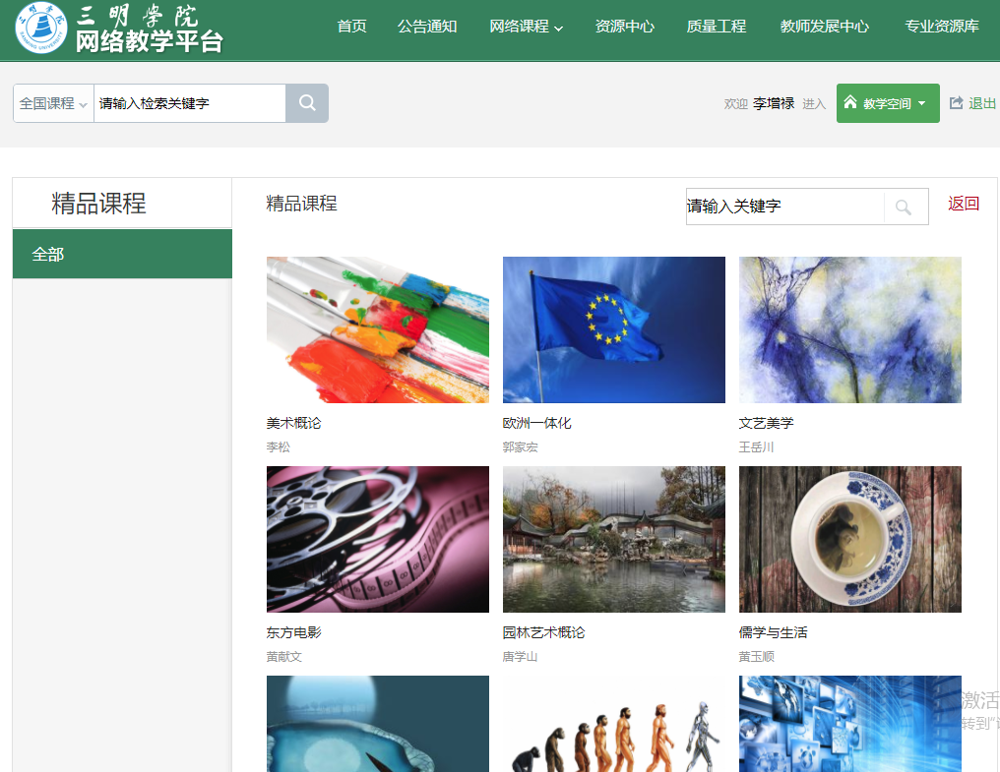 三明学院
网络教学平台
首页 公告通知 网络课程 资源中心 质量工程 教师发展中心 专业资源库
全国课程 请输入检索关键字
欢迎 李增禄 进入 教学空间 退出
精品课程
全部
精品课程 请输入关键字 返回
美术概论 欧洲一体化 文艺美学
李松 郭家宏 王岳川
东方电影 园林艺术概论 儒学与生活
黄献文 唐学山 黄玉顺
激活
转到"